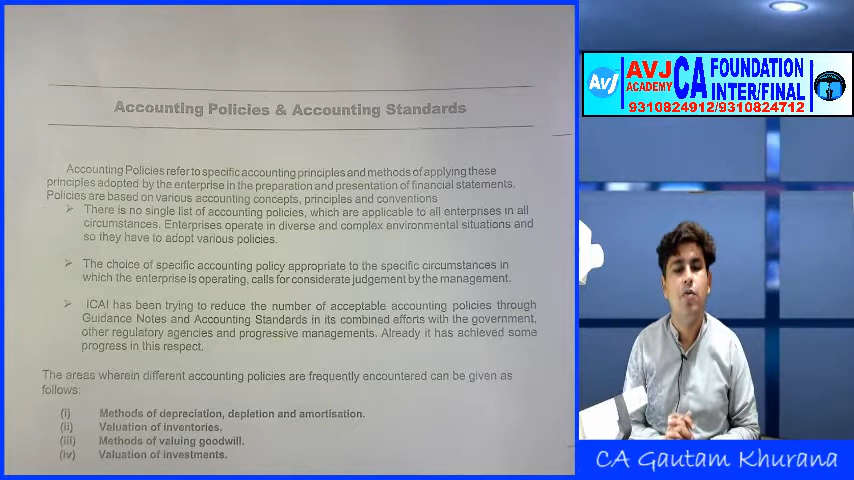 Accounting Policies & Accounting Standards
Accounting Policies refer to specific accounting principles and methods of applying these
principles adopted by the enterprise in the preparation and presentation of financial statements.
Policies are based on various accounting concepts, principles and conventions
➢ There is no single list of accounting policies, which are applicable to all enterprises in all
circumstances. Enterprises operate in diverse and complex environmental situations and
so they have to adopt various policies.
➢ The choice of specific accounting policy appropriate to the specific circumstances in
which the enterprise is operating, calls for considerate judgement by the management.
➢ ICAI has been trying to reduce the number of acceptable accounting policies through
Guidance Notes and Accounting Standards in its combined efforts with the government,
other regulatory agencies and progressive managements. Already it has achieved some
progress in this respect.
The areas wherein different accounting policies are frequently encountered can be given as
follows:
(i) Methods of depreciation, depletion and amortisation.
(ii) Valuation of inventories.
(iii) Methods of valuing goodwill.
(iv) Valuation of investments.
AVJ
AVJ
ACADEMY
CA
FOUNDATION
INTER/FINAL
9310824912/9310824712
CA Gautam Khurana